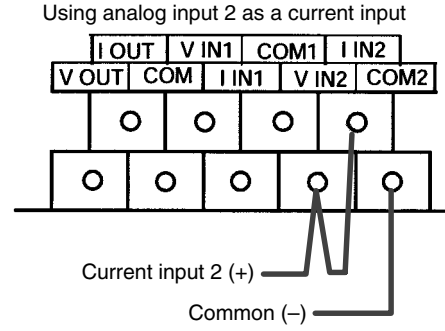 Using analog input 2 as a current input
I OUT V IN1 COM1 I IN2
V OUT COM I IN1 V IN2 COM2
Current input 2 (+)
Common (–)